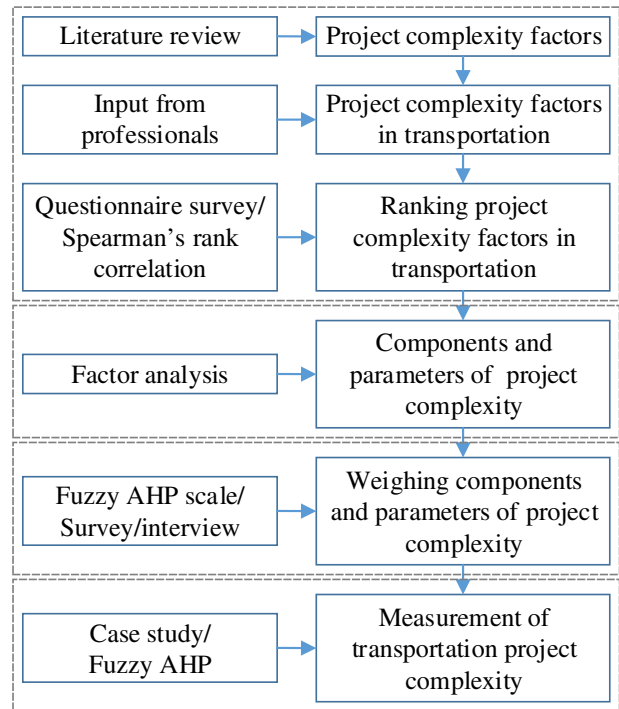 Literature review
Project complexity factors
Input from
professionals
Project complexity factors
in transportation
Questionnaire survey/
Spearman's rank
correlation
Ranking project
complexity factors in
transportation
Factor analysis
Components and
parameters of project
complexity
Fuzzy AHP scale/
Survey/interview
Weighing components
and parameters of project
complexity
Case study/
Fuzzy AHP
Measurement of
transportation project
complexity